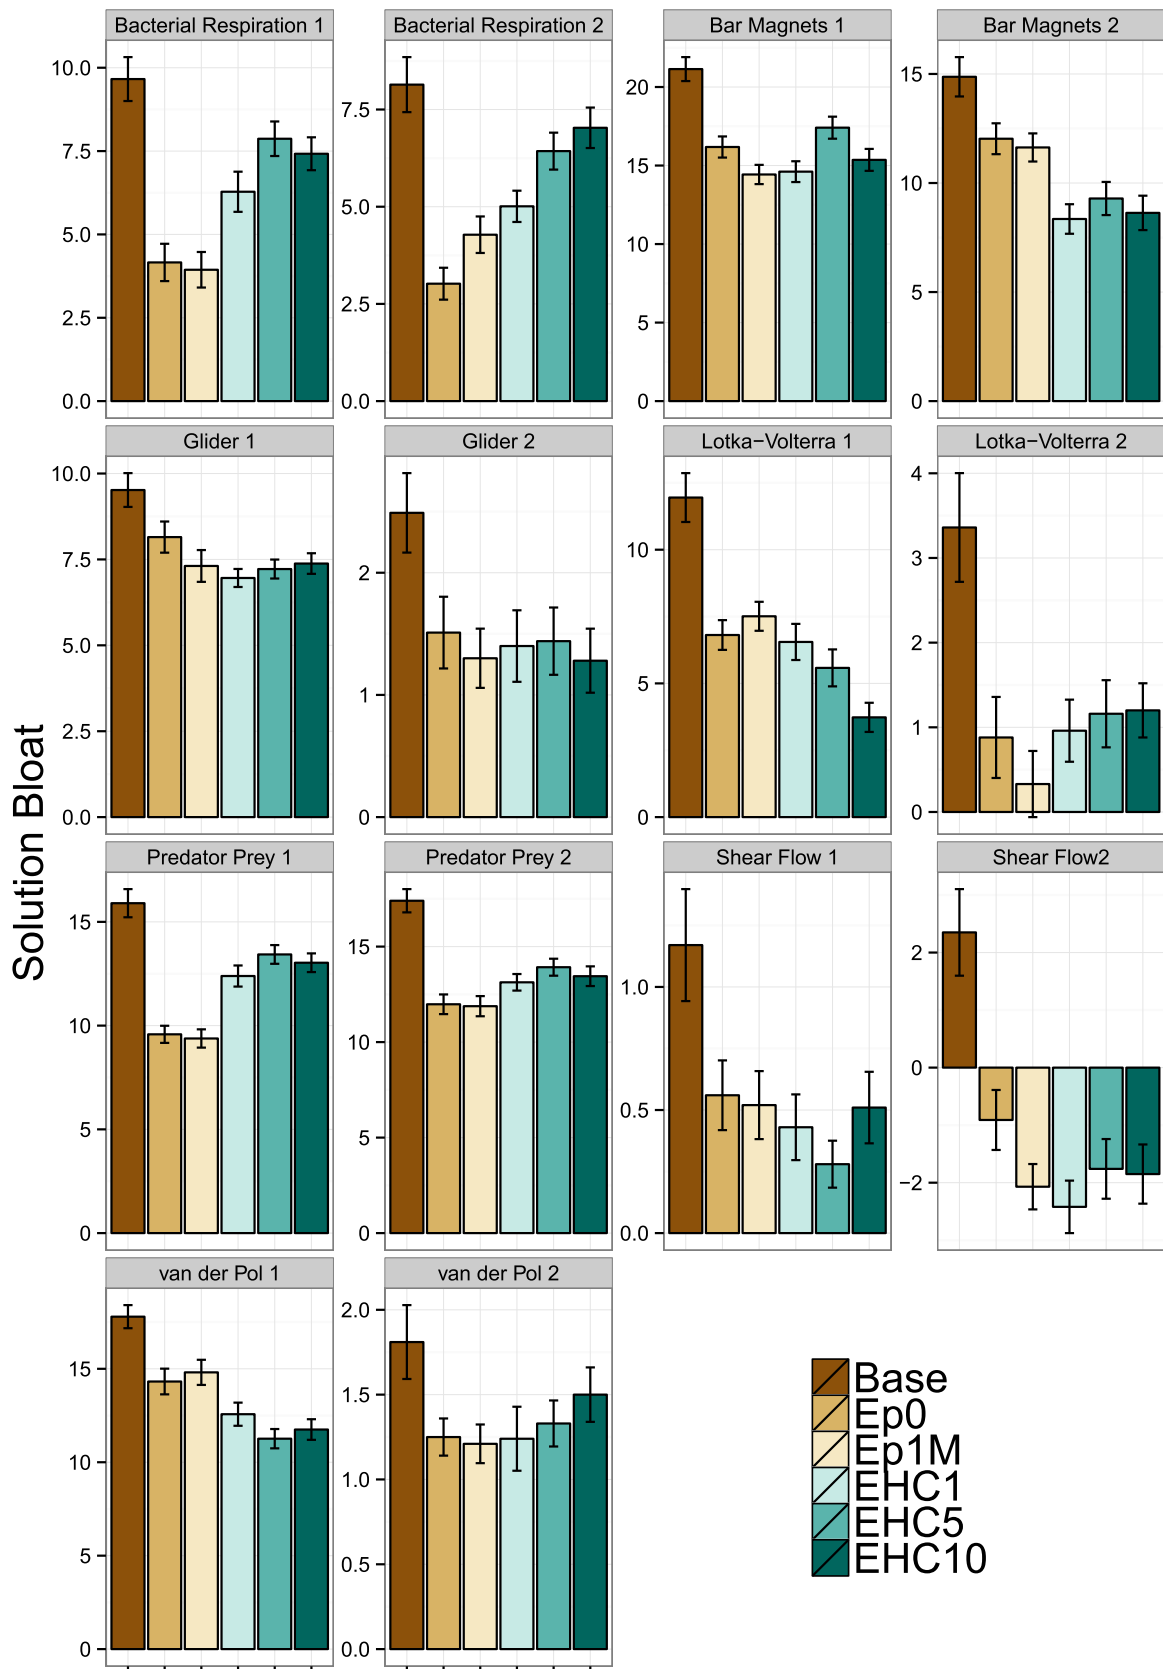 Solution Bloat
Bacterial Respiration 1
10.0
7.5
5.0
2.5
0.0
Bacterial Respiration 2
7.5
5.0
2.5
0.0
Bar Magnets 1
20
15
10
5
0
Bar Magnets 2
15
10
5
0
Glider 1
10.0
7.5
5.0
2.5
0.0
Glider 2
2
1
0
Lotka−Volterra 1
10
5
0
Lotka−Volterra 2
4
3
2
1
0
Predator Prey 1
15
10
5
0
Predator Prey 2
15
10
5
0
Shear Flow 1
1.0
0.5
0.0
Shear Flow2
2
0
−2
van der Pol 1
15
10
5
0
van der Pol 2
2.0
1.5
1.0
0.5
0.0
Base
Ep0
Ep1M
EHC1
EHC5
EHC10